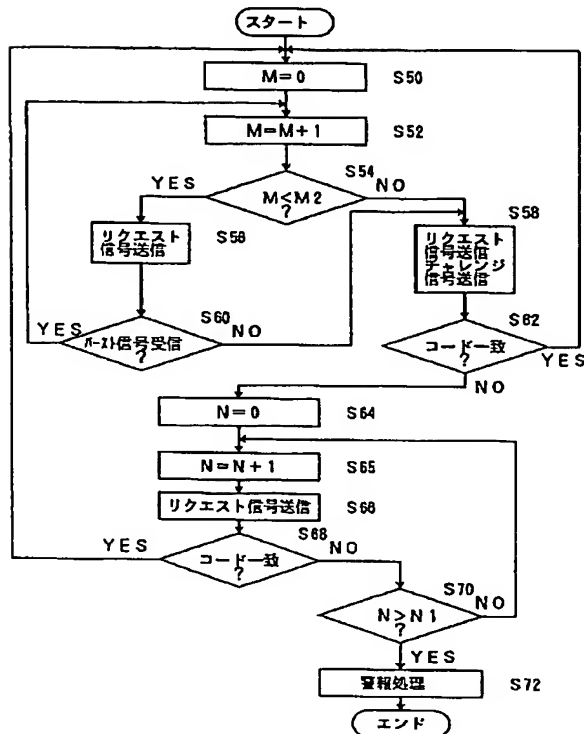 スタート
M=0 S50
M=M+1 S52
S54
YES M<M2 NO
?
リクエスト
信号送信
S56
S58
リクエスト
信号送信
チャレンジ
信号送信
S60
YES バースト信号受信 NO
?
S62
コード一致
?
YES
NO
N=0 S64
N=N+1 S65
リクエスト信号送信 S66
S68
YES コード一致 NO
?
S70
N>N1 NO
?
YES
警報処理 S72
エンド